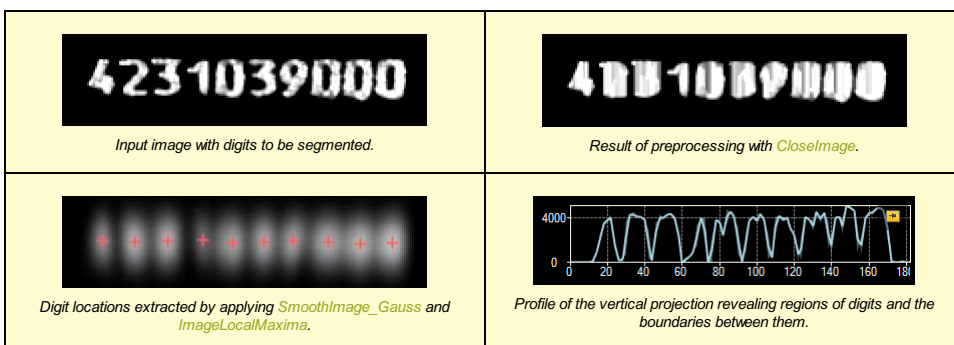 4231039000
Input image with digits to be segmented.
Result of preprocessing with CloseImage.
Digit locations extracted by applying SmoothImage_Gauss and
ImageLocalMaxima.
4000
0
0 20 40 60 80 100 120 140 160 180
Profile of the vertical projection revealing regions of digits and the
boundaries between them.